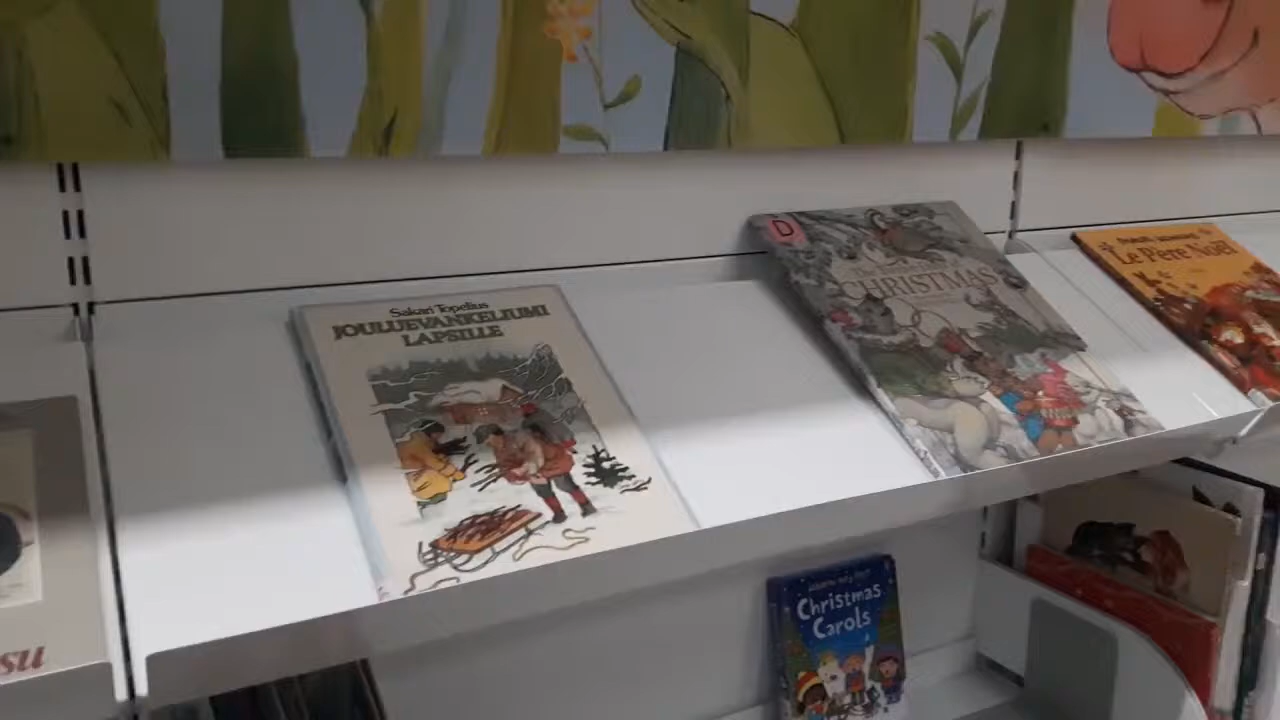 Sakari Topelius
JOULUEVANKELIUMI
LAPSILLE
D
CHRISTMAS
Le Père Noël
Christmas
Carols
su